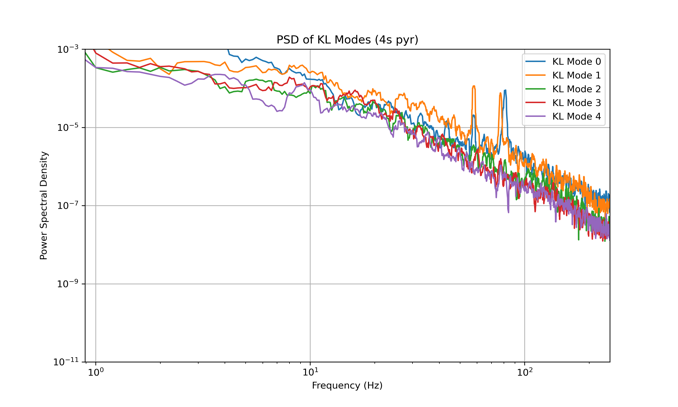 PSD of KL Modes (4s pyr)
Power Spectral Density
10⁻³
10⁻⁵
10⁻⁷
10⁻⁹
10⁻¹¹
KL Mode 0
KL Mode 1
KL Mode 2
KL Mode 3
KL Mode 4
10⁰ 10¹ 10²
Frequency (Hz)